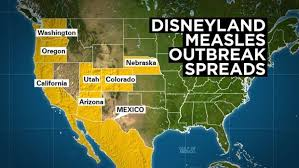 DISNEYLAND
MEASLES
OUTBREAK
SPREADS
Washington
Oregon
Nebraska
Utah
Colorado
California
Arizona
MEXICO